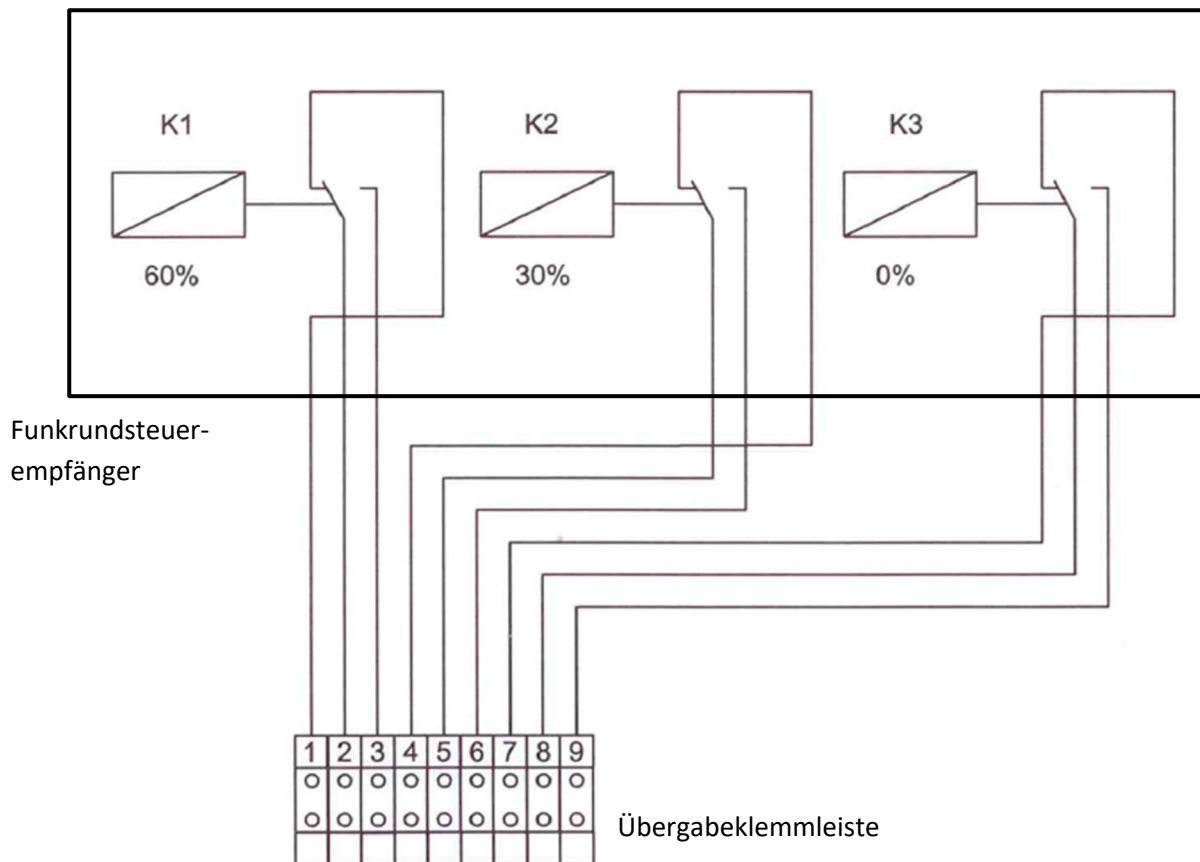 K1
K2
K3
60%
30%
0%
Funkrundsteuer-
empfänger
1 2 3 4 5 6 7 8 9
Übergabeklemmleiste